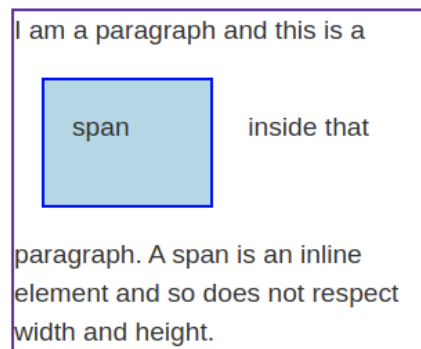 I am a paragraph and this is a
span inside that
paragraph. A span is an inline
element and so does not respect
width and height.